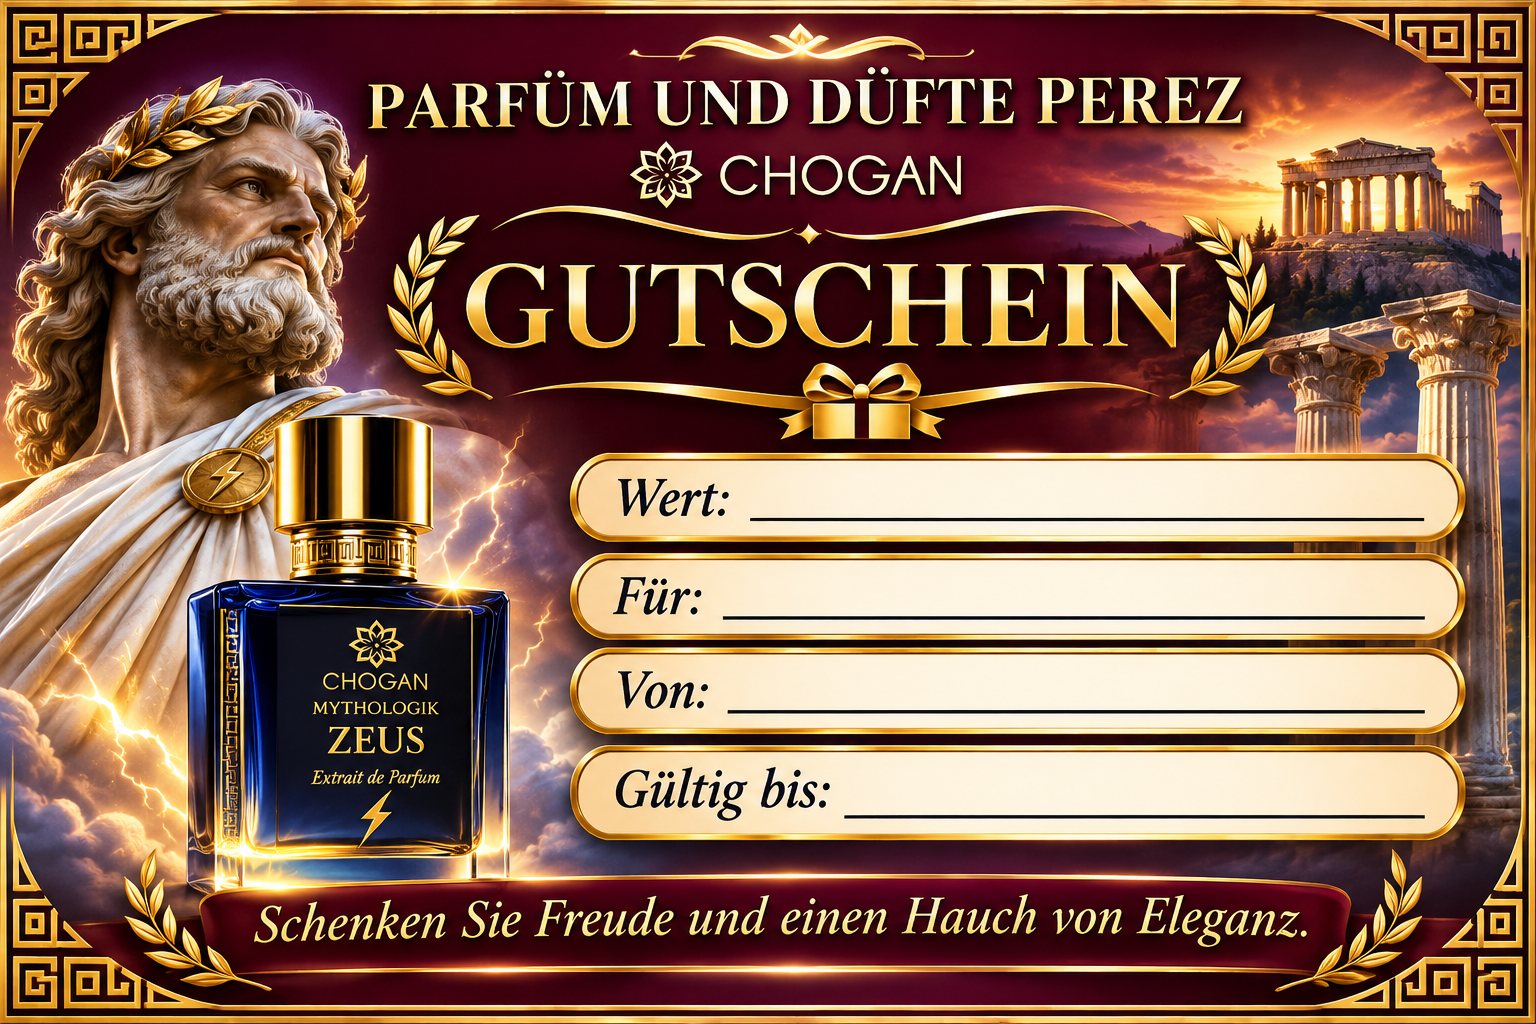 PARFÜM UND DÜFTE PEREZ
CHOGAN
GUTSCHEIN
Wert:
Für:
Von:
Gültig bis:
CHOGAN
MYTHOLOGIK
ZEUS
Extrait de Parfum
Schenken Sie Freude und einen Hauch von Eleganz.